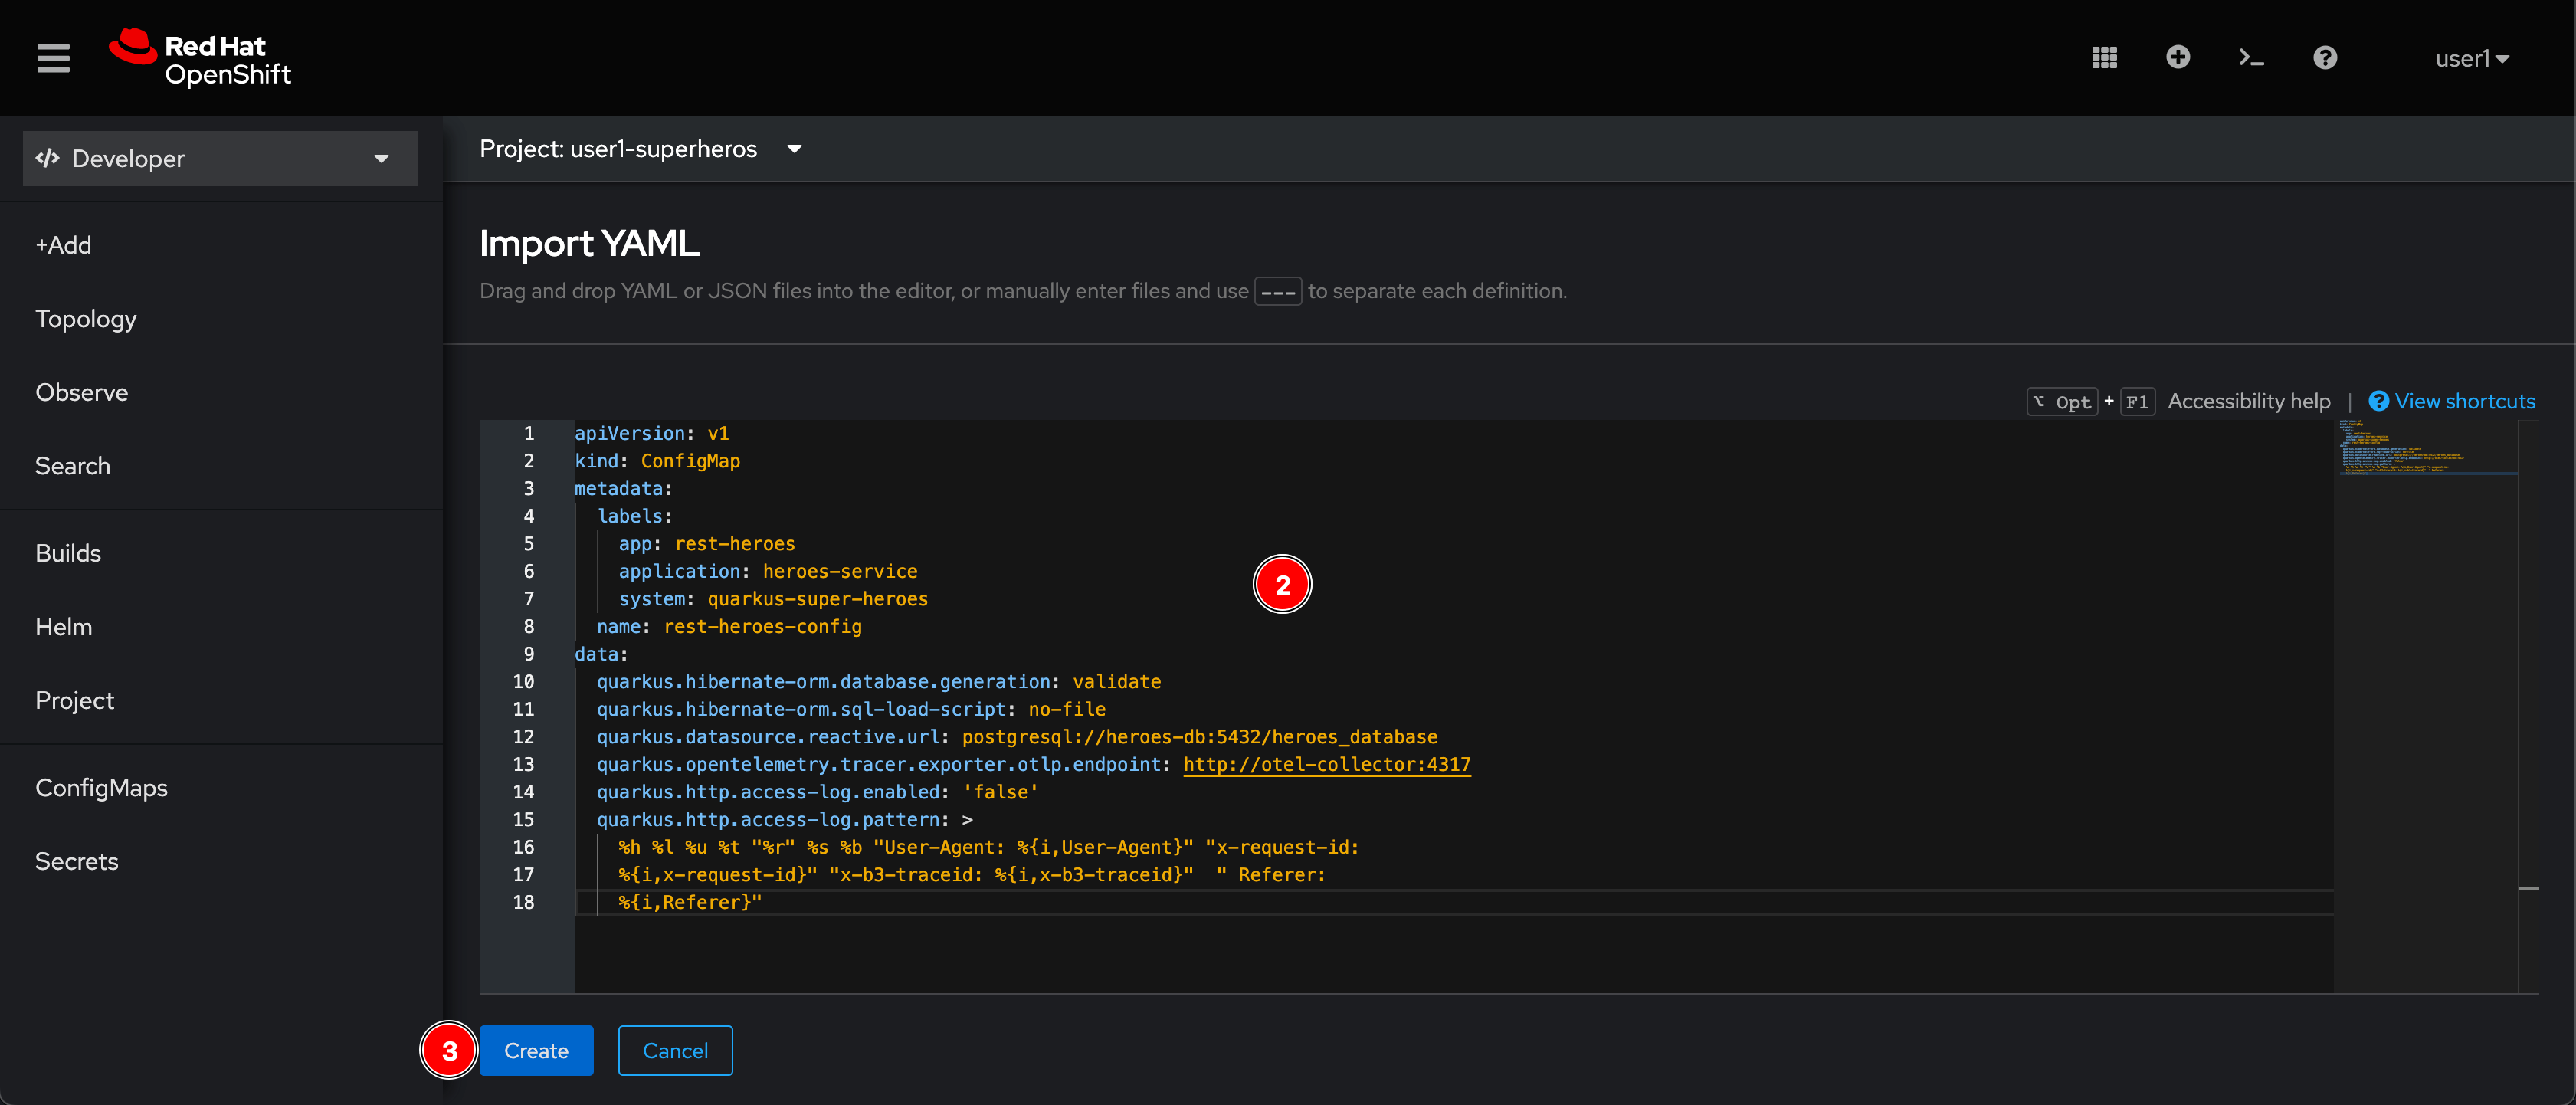 Red Hat
OpenShift
user1
Developer
Project: user1-superheros
+Add
Topology
Observe
Search
Builds
Helm
Project
ConfigMaps
Secrets
Import YAML
Drag and drop YAML or JSON files into the editor, or manually enter files and use --- to separate each definition.
⌥ Opt + F1 Accessibility help | View shortcuts
1 apiVersion: v1
2 kind: ConfigMap
3 metadata:
4 labels:
5 app: rest-heroes
6 application: heroes-service
7 system: quarkus-super-heroes
8 name: rest-heroes-config
9 data:
10 quarkus.hibernate-orm.database.generation: validate
11 quarkus.hibernate-orm.sql-load-script: no-file
12 quarkus.datasource.reactive.url: postgresql://heroes-db:5432/heroes_database
13 quarkus.opentelemetry.tracer.exporter.otlp.endpoint: http://otel-collector:4317
14 quarkus.http.access-log.enabled: 'false'
15 quarkus.http.access-log.pattern: >
16 %h %l %u %t "%r" %s %b "User-Agent: %{i,User-Agent}" "x-request-id:
17 %{i,x-request-id}" "x-b3-traceid: %{i,x-b3-traceid}"  " Referer:
18 %{i,Referer}"
2
3
Create
Cancel